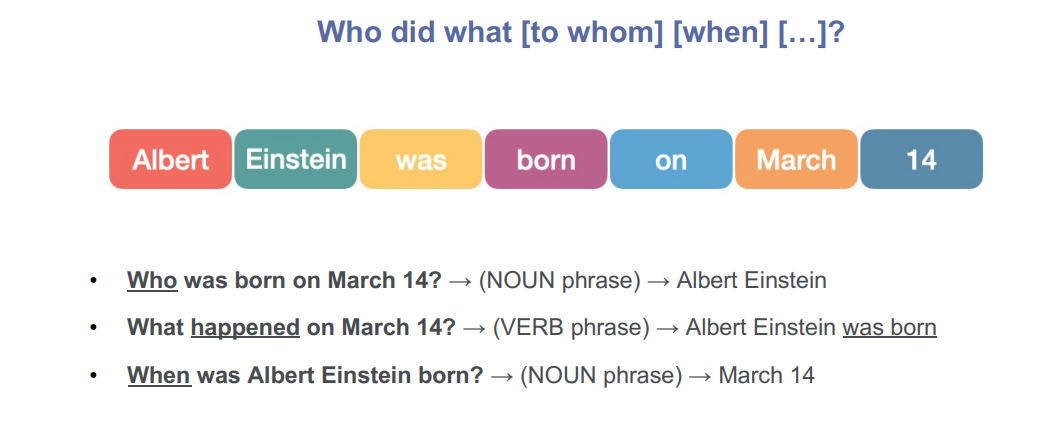 Who did what [to whom] [when] […]?
Albert Einstein was born on March 14
• Who was born on March 14? → (NOUN phrase) → Albert Einstein
• What happened on March 14? → (VERB phrase) → Albert Einstein was born
• When was Albert Einstein born? → (NOUN phrase) → March 14